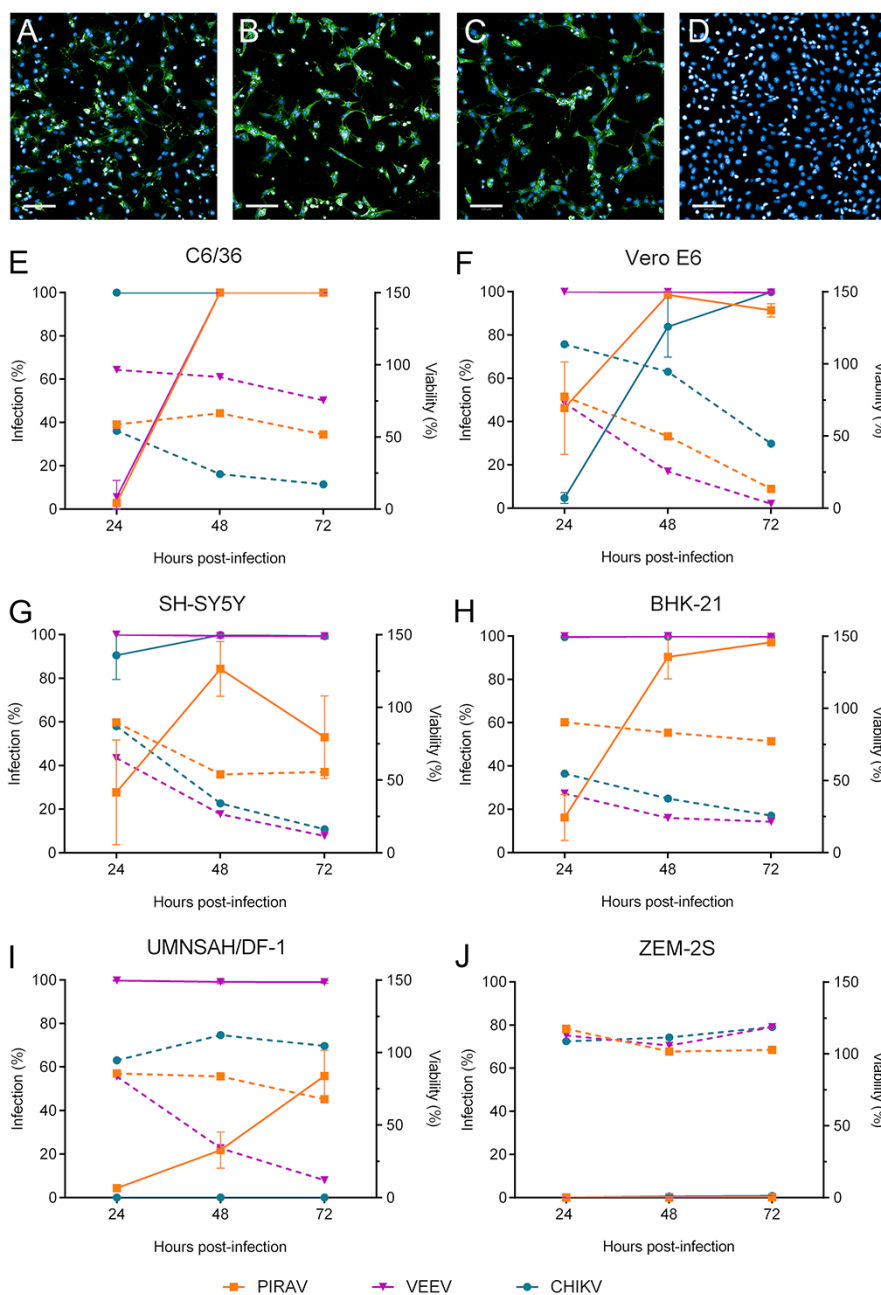 A B C D
E C6/36
100 150
80
60 100
40
50
20
0 0
24 48 72
Infection (%)
Viability (%)
Hours post-infection
F Vero E6
100 150
80
60 100
40
50
20
0 0
24 48 72
Infection (%)
Viability (%)
Hours post-infection
G SH-SY5Y
100 150
80
60 100
40
50
20
0 0
24 48 72
Infection (%)
Viability (%)
Hours post-infection
H BHK-21
100 150
80
60 100
40
50
20
0 0
24 48 72
Infection (%)
Viability (%)
Hours post-infection
I UMNSAH/DF-1
100 150
80
60 100
40
50
20
0 0
24 48 72
Infection (%)
Viability (%)
Hours post-infection
J ZEM-2S
100 150
80
60 100
40
50
20
0 0
24 48 72
Infection (%)
Viability (%)
Hours post-infection
PIRAV VEEV CHIKV